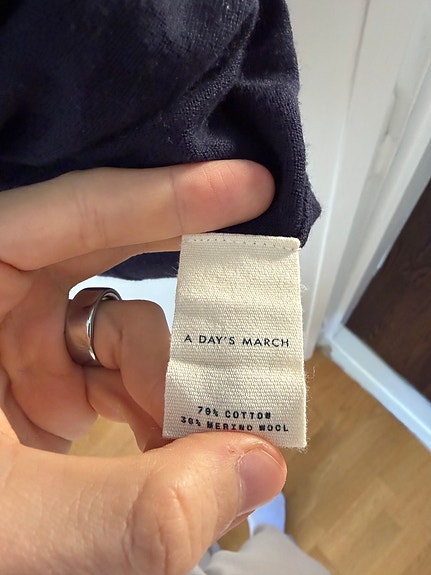 A DAY'S MARCH
70% COTTON
30% MERINO WOOL